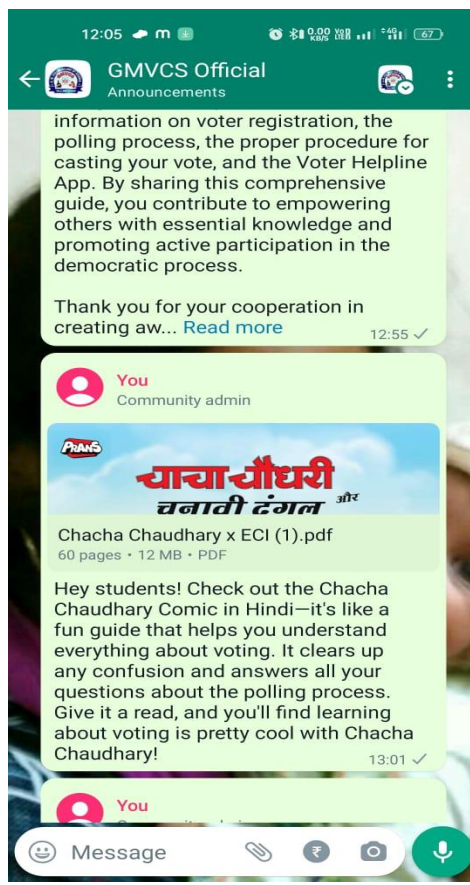 12:05
0.00
KB/S
4G
67
GMVCS Official
Announcements
information on voter registration, the
polling process, the proper procedure for
casting your vote, and the Voter Helpline
App. By sharing this comprehensive
guide, you contribute to empowering
others with essential knowledge and
promoting active participation in the
democratic process.
Thank you for your cooperation in
creating aw... Read more
12:55
You
Community admin
PRAN'S
चाचा चौधरी
और
चुनावी दंगल
Chacha Chaudhary x ECI (1).pdf
60 pages • 12 MB • PDF
Hey students! Check out the Chacha
Chaudhary Comic in Hindi—it's like a
fun guide that helps you understand
everything about voting. It clears up
any confusion and answers all your
questions about the polling process.
Give it a read, and you'll find learning
about voting is pretty cool with Chacha
Chaudhary!
13:01
You
Message